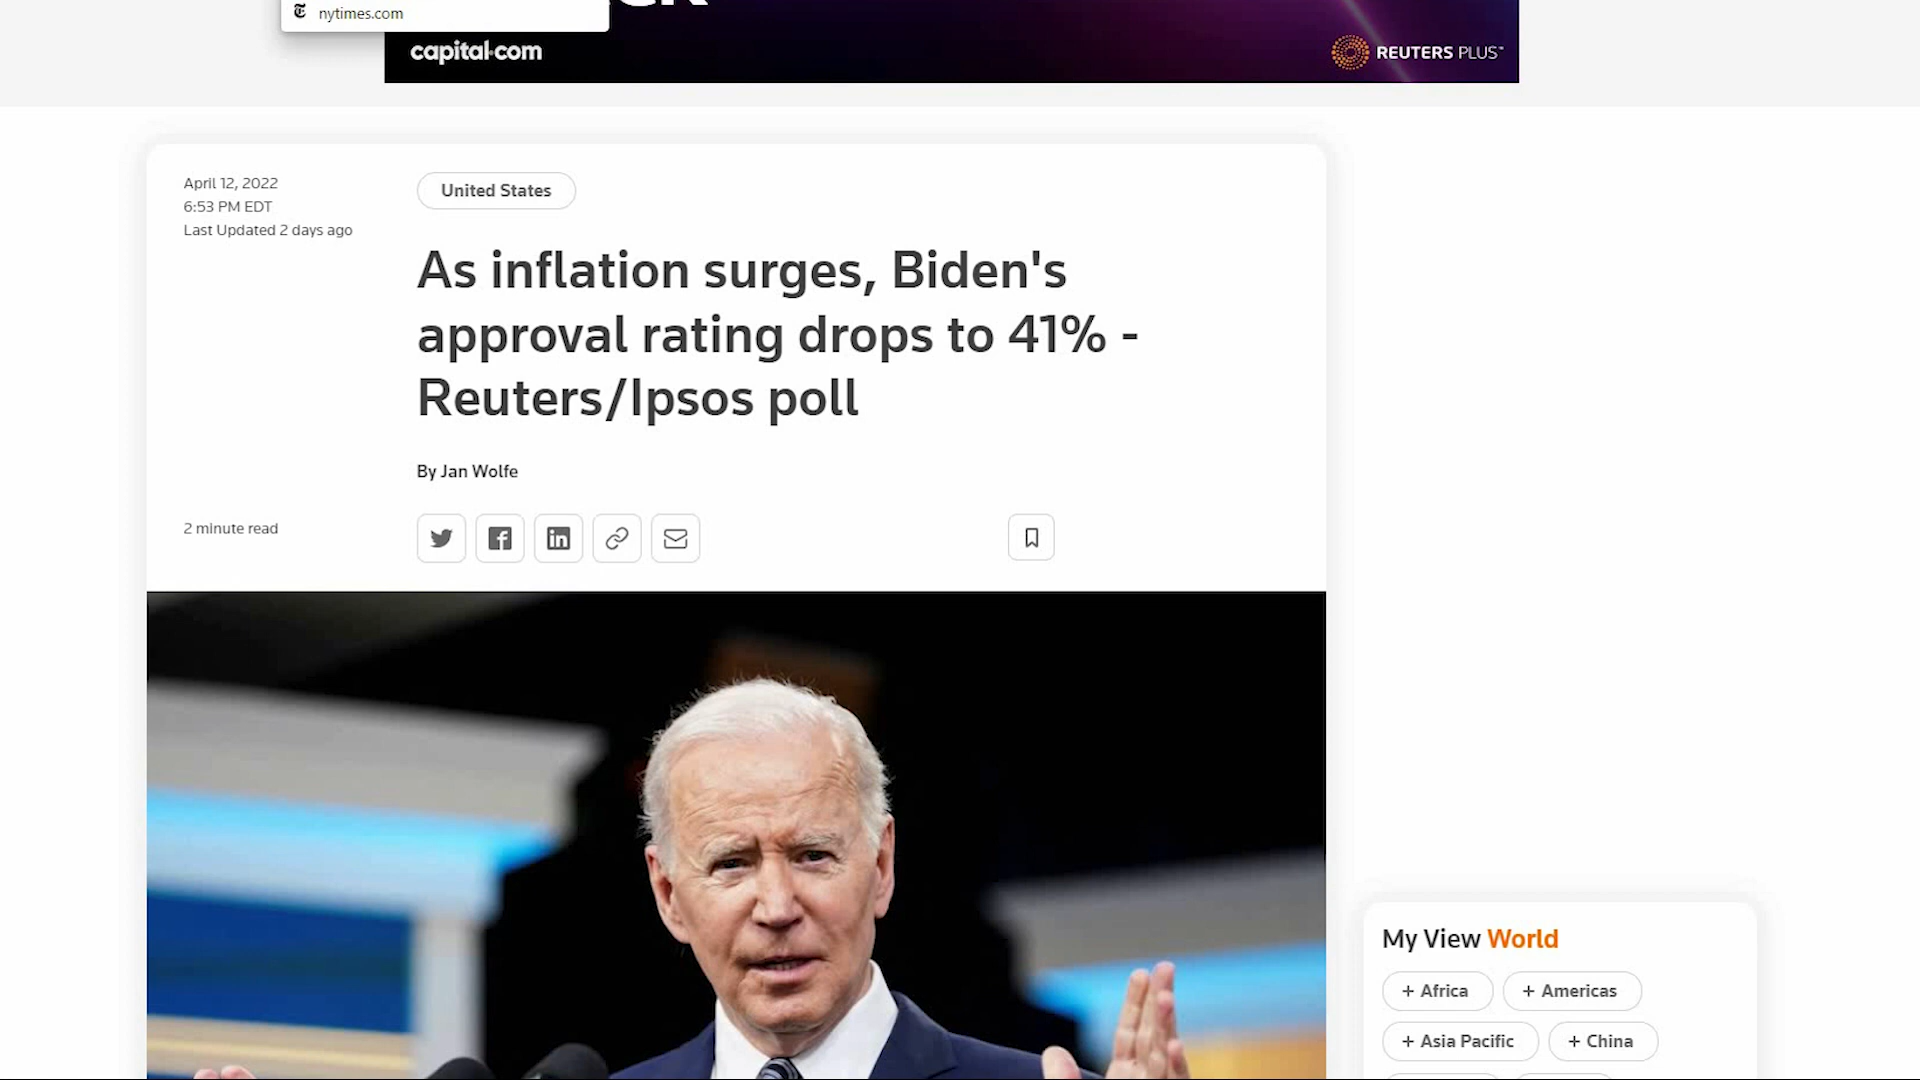 nytimes.com
capital.com
REUTERS PLUS™
April 12, 2022
6:53 PM EDT
Last Updated 2 days ago
United States
As inflation surges, Biden's
approval rating drops to 41% -
Reuters/Ipsos poll
By Jan Wolfe
2 minute read
My View World
+ Africa
+ Americas
+ Asia Pacific
+ China